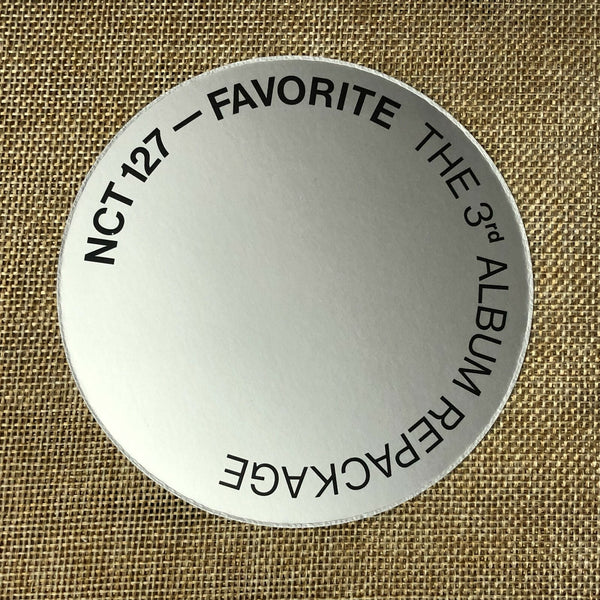 NCT 127 — FAVORITE THE 3rd ALBUM REPACKAGE